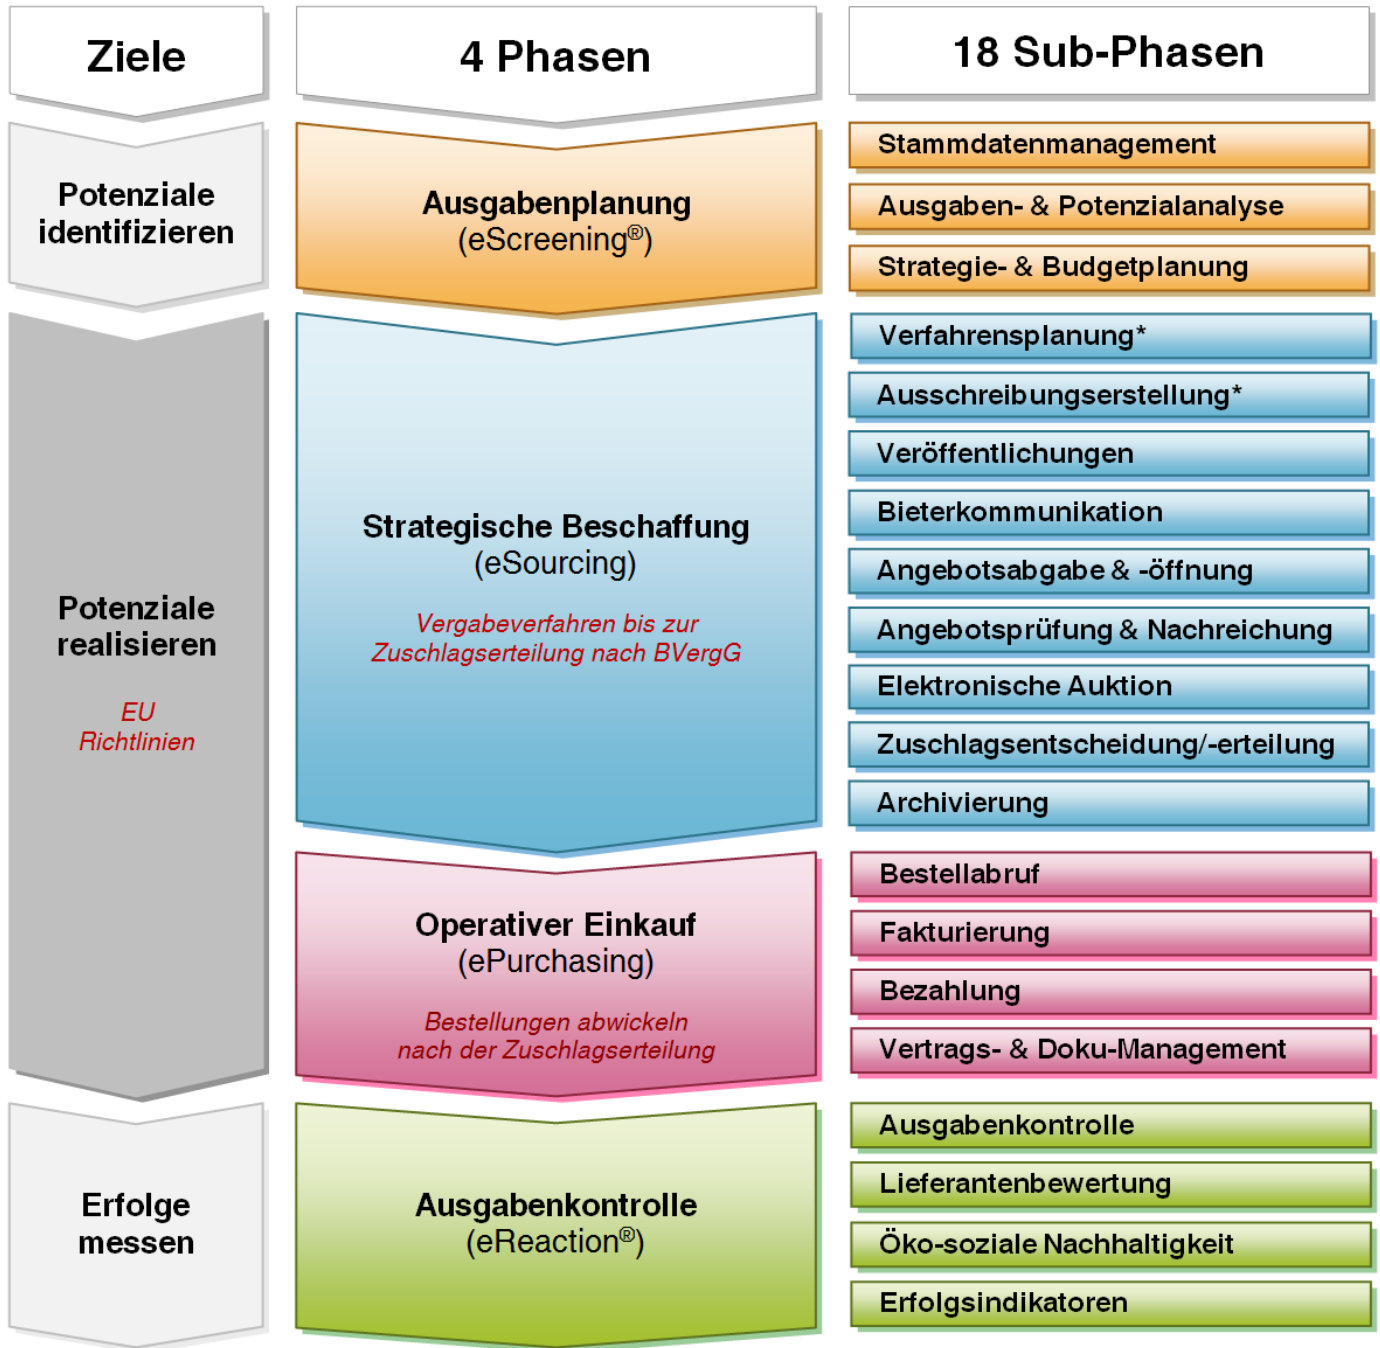 Ziele
4 Phasen
18 Sub-Phasen
Potenziale
identifizieren
Ausgabenplanung
(eScreening®)
Stammdatenmanagement
Ausgaben- & Potenzialanalyse
Strategie- & Budgetplanung
Potenziale
realisieren
EU
Richtlinien
Strategische Beschaffung
(eSourcing)
Vergabeverfahren bis zur
Zuschlagserteilung nach BVergG
Verfahrensplanung*
Ausschreibungserstellung*
Veröffentlichungen
Bieterkommunikation
Angebotsabgabe & -öffnung
Angebotsprüfung & Nachreichung
Elektronische Auktion
Zuschlagsentscheidung/-erteilung
Archivierung
Operativer Einkauf
(ePurchasing)
Bestellungen abwickeln
nach der Zuschlagserteilung
Bestellabruf
Fakturierung
Bezahlung
Vertrags- & Doku-Management
Erfolge
messen
Ausgabenkontrolle
(eReaction®)
Ausgabenkontrolle
Lieferantenbewertung
Öko-soziale Nachhaltigkeit
Erfolgsindikatoren